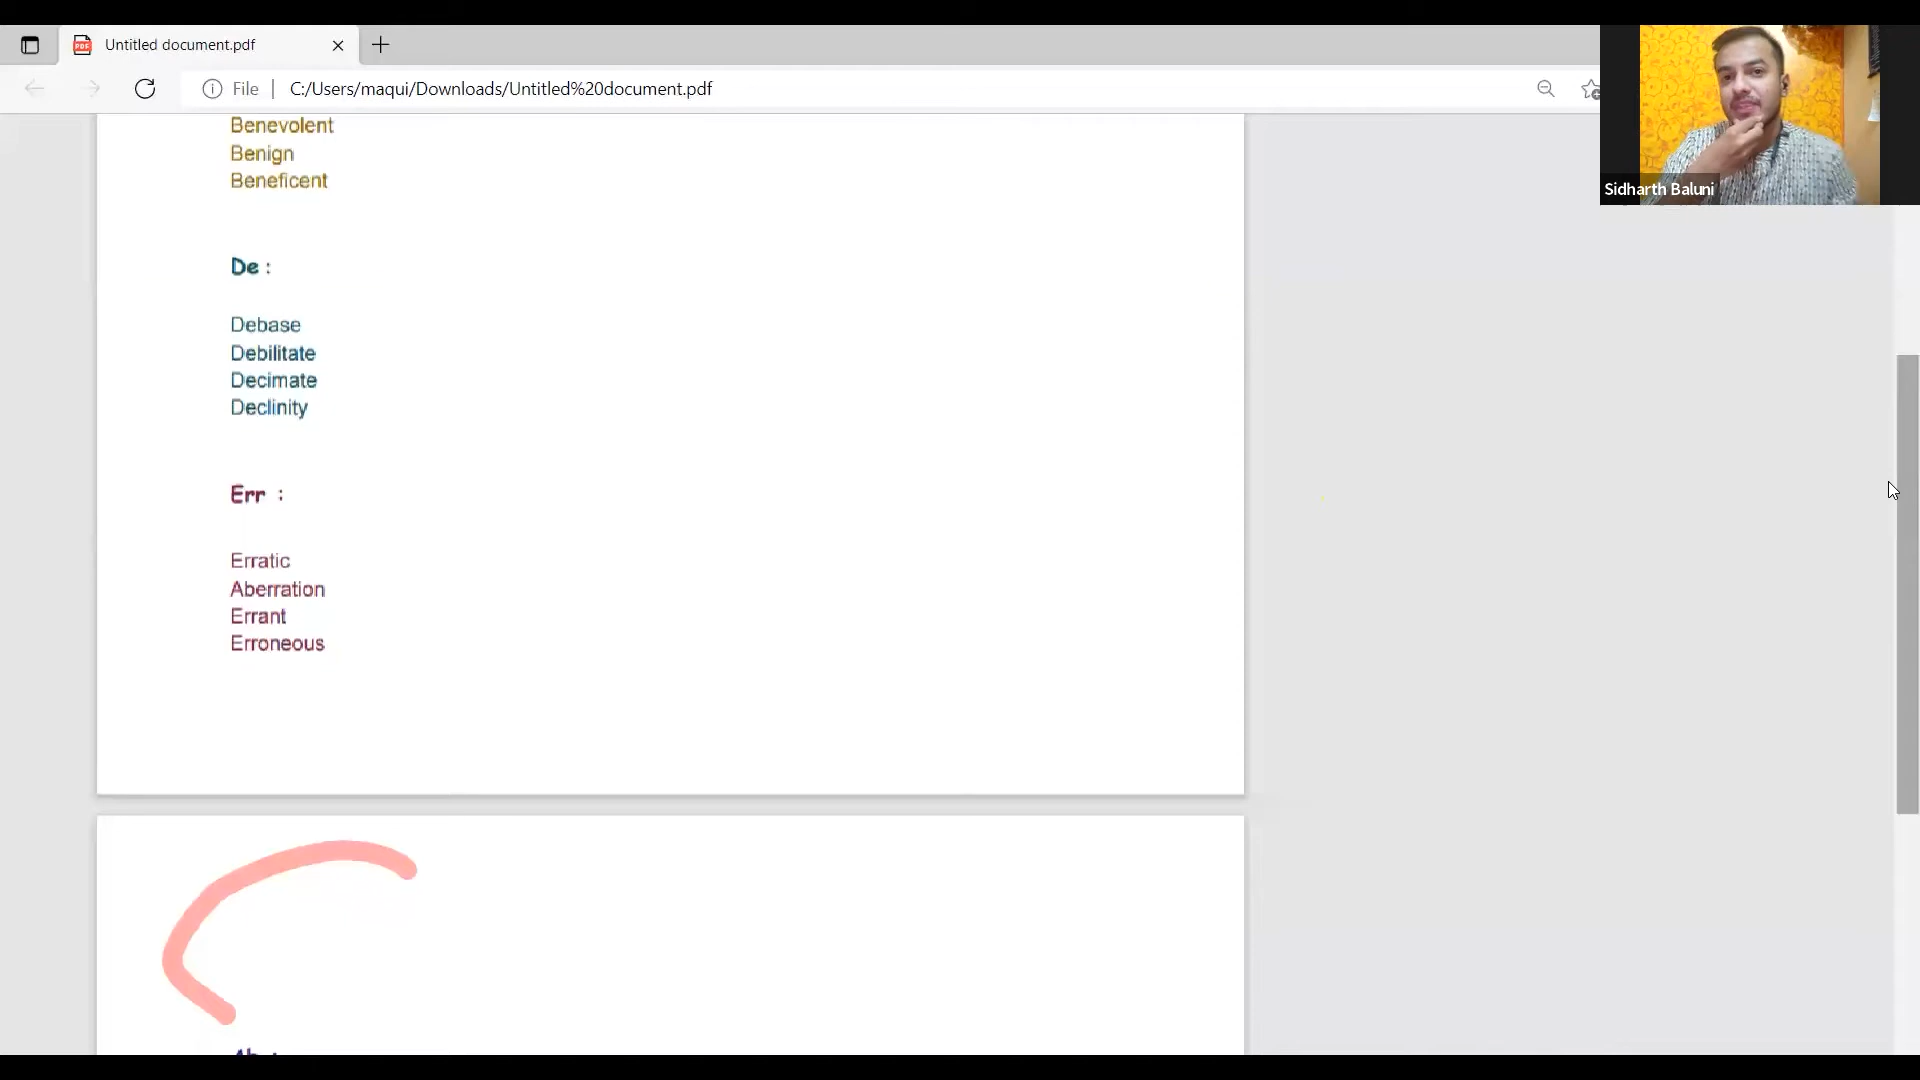 Untitled document.pdf
File
C:/Users/maqui/Downloads/Untitled%20document.pdf
Sidharth Baluni
Benevolent
Benign
Beneficent
De :
Debase
Debilitate
Decimate
Declinity
Err :
Erratic
Aberration
Errant
Erroneous